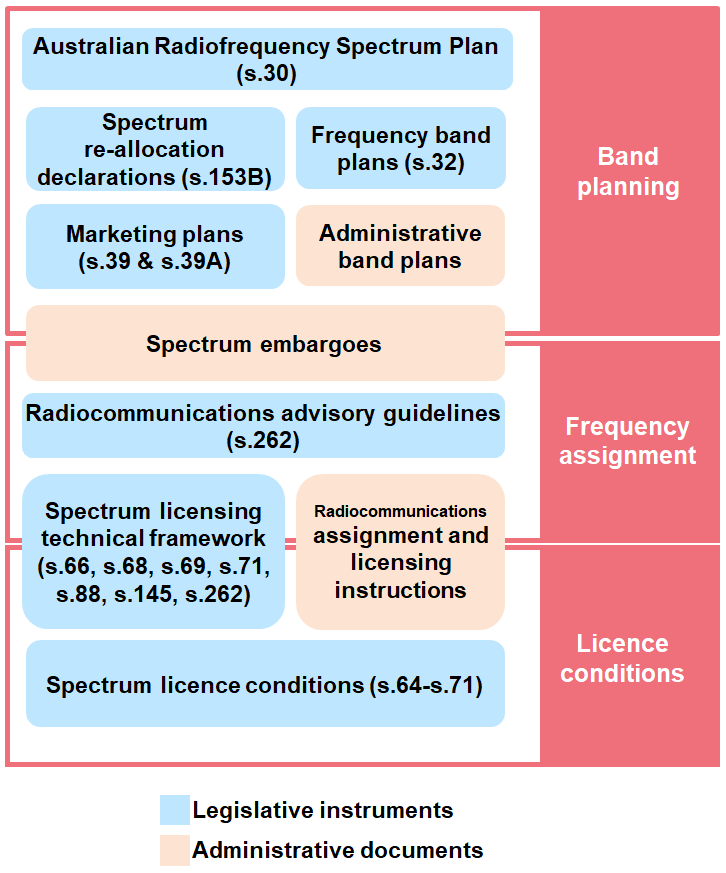 Australian Radiofrequency Spectrum Plan
(s.30)
Spectrum
re-allocation
declarations (s.153B)
Frequency band
plans (s.32)
Marketing plans
(s.39 & s.39A)
Administrative
band plans
Band
planning
Spectrum embargoes
Radiocommunications advisory guidelines
(s.262)
Frequency
assignment
Spectrum licensing
technical framework
(s.66, s.68, s.69, s.71,
s.88, s.145, s.262)
Radiocommunications
assignment and
licensing
instructions
Spectrum licence conditions (s.64-s.71)
Licence
conditions
Legislative instruments
Administrative documents